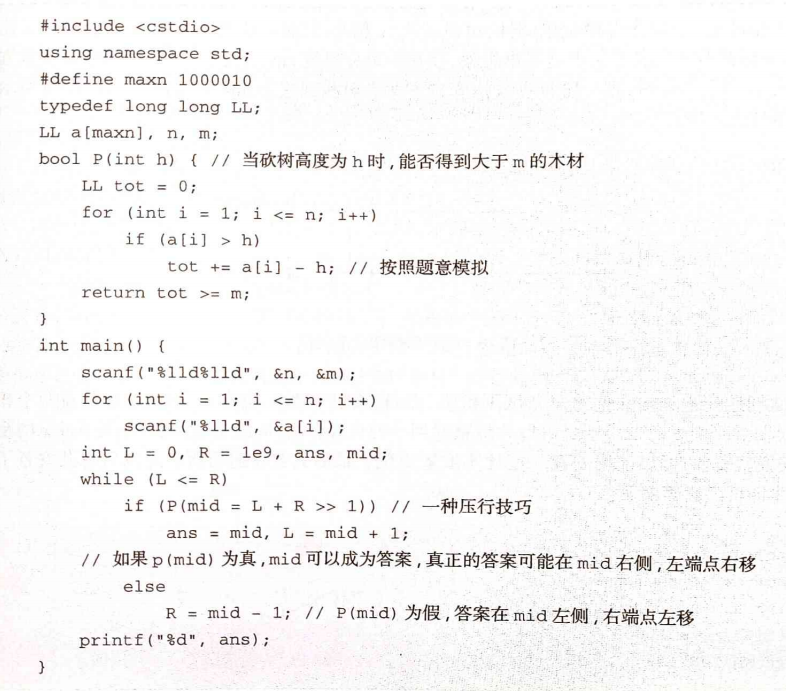 #include <cstdio>
using namespace std;
#define maxn 1000010
typedef long long LL;
LL a[maxn], n, m;
bool P(int h) { // 当砍树高度为 h 时,能否得到大于 m 的木材
    LL tot = 0;
    for (int i = 1; i <= n; i++)
        if (a[i] > h)
            tot += a[i] - h; // 按照题意模拟
    return tot >= m;
}
int main() {
    scanf("%lld%lld", &n, &m);
    for (int i = 1; i <= n; i++)
        scanf("%lld", &a[i]);
    int L = 0, R = 1e9, ans, mid;
    while (L <= R)
        if (P(mid = L + R >> 1)) // 一种压行技巧
            ans = mid, L = mid + 1;
    // 如果 p(mid) 为真,mid 可以成为答案,真正的答案可能在 mid 右侧,左端点右移
        else
            R = mid - 1; // P(mid) 为假,答案在 mid 左侧,右端点左移
    printf("%d", ans);
}